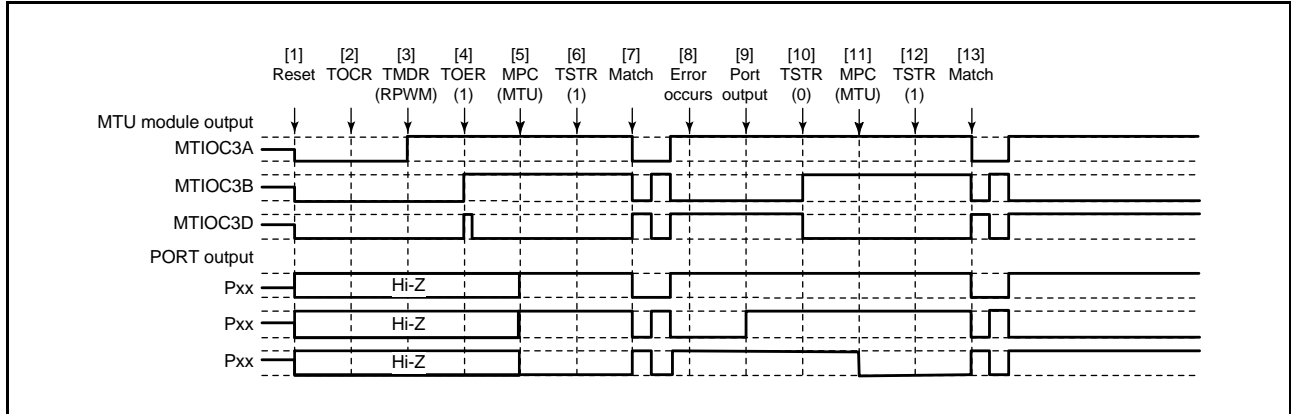 [1] [2] [3] [4] [5] [6] [7] [8] [9] [10] [11] [12] [13]
Reset TOCR TMDR TOER MPC TSTR Match Error Port TSTR MPC TSTR Match
(RPWM) (1) (MTU) (1) occurs output (0) (MTU) (1)
MTU module output
MTIOC3A
MTIOC3B
MTIOC3D
PORT output
Pxx Hi-Z
Pxx Hi-Z
Pxx Hi-Z